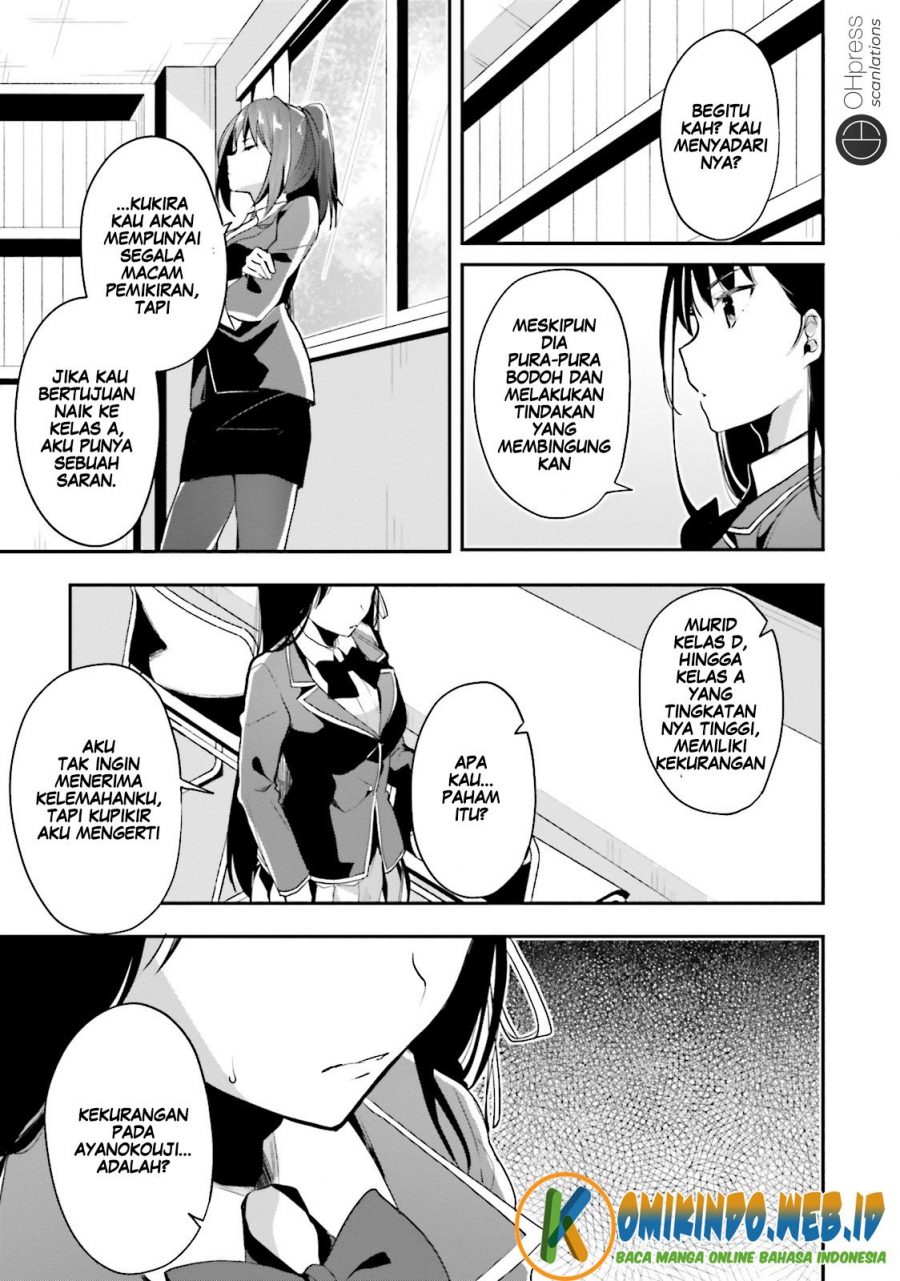 OHpress
scanlations
BEGITU
KAH? KAU
MENYADARI
NYA?
MESKIPUN
DIA
PURA-PURA
BODOH DAN
MELAKUKAN
TINDAKAN
YANG
MEMBINGUNG
KAN
...KUKIRA
KAU AKAN
MEMPUNYAI
SEGALA
MACAM
PEMIKIRAN,
TAPI
JIKA KAU
BERTUJUAN
NAIK KE
KELAS A,
AKU PUNYA
SEBUAH
SARAN.
MURID
KELAS D,
HINGGA
KELAS A
YANG
TINGKATAN
NYA TINGGI,
MEMILIKI
KEKURANGAN
APA
KAU...
PAHAM
ITU?
AKU
TAK INGIN
MENERIMA
KELEMAHANKU,
TAPI KUPIKIR
AKU MENGERTI
KEKURANGAN
PADA
AYANOKOUJI...
ADALAH?
KOMIKINDO.WEB.ID
BACA MANGA ONLINE BAHASA INDONESIA